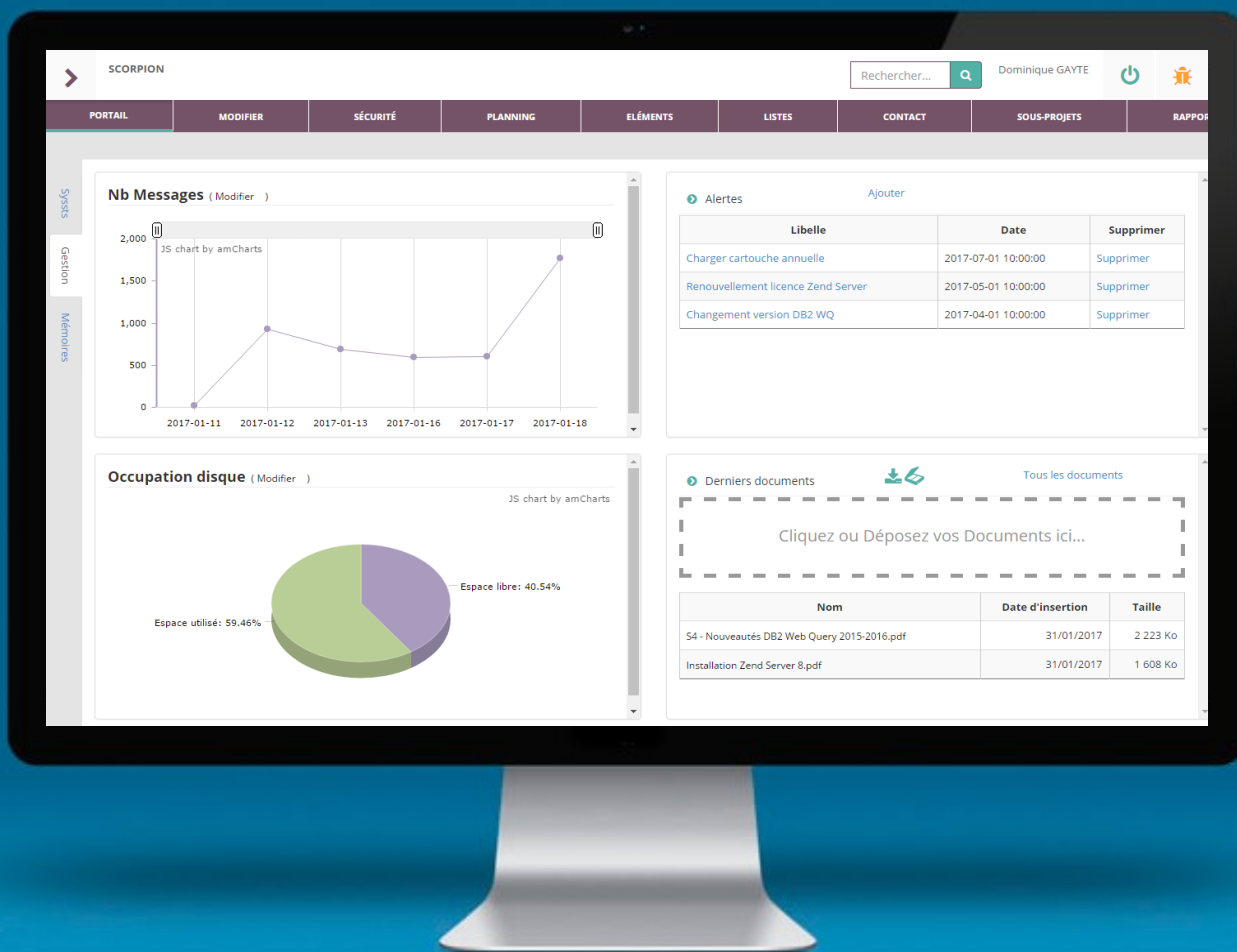 SCORPION
Rechercher...
Dominique GAYTE
PORTAIL MODIFIER SÉCURITÉ PLANNING ELÉMENTS LISTES CONTACT SOUS-PROJETS RAPPOR
Syssts
Gestion
Mémoires
Nb Messages ( Modifier )
JS chart by amCharts
2,000
1,500
1,000
500
0
2017-01-11 2017-01-12 2017-01-13 2017-01-16 2017-01-17 2017-01-18
Alertes Ajouter
Libelle Date Supprimer
Charger cartouche annuelle 2017-07-01 10:00:00 Supprimer
Renouvellement licence Zend Server 2017-05-01 10:00:00 Supprimer
Changement version DB2 WQ 2017-04-01 10:00:00 Supprimer
Occupation disque ( Modifier )
JS chart by amCharts
Espace libre: 40.54%
Espace utilisé: 59.46%
Derniers documents Tous les documents
Cliquez ou Déposez vos Documents ici...
Nom Date d'insertion Taille
S4 - Nouveautés DB2 Web Query 2015-2016.pdf 31/01/2017 2 223 Ko
Installation Zend Server 8.pdf 31/01/2017 1 608 Ko